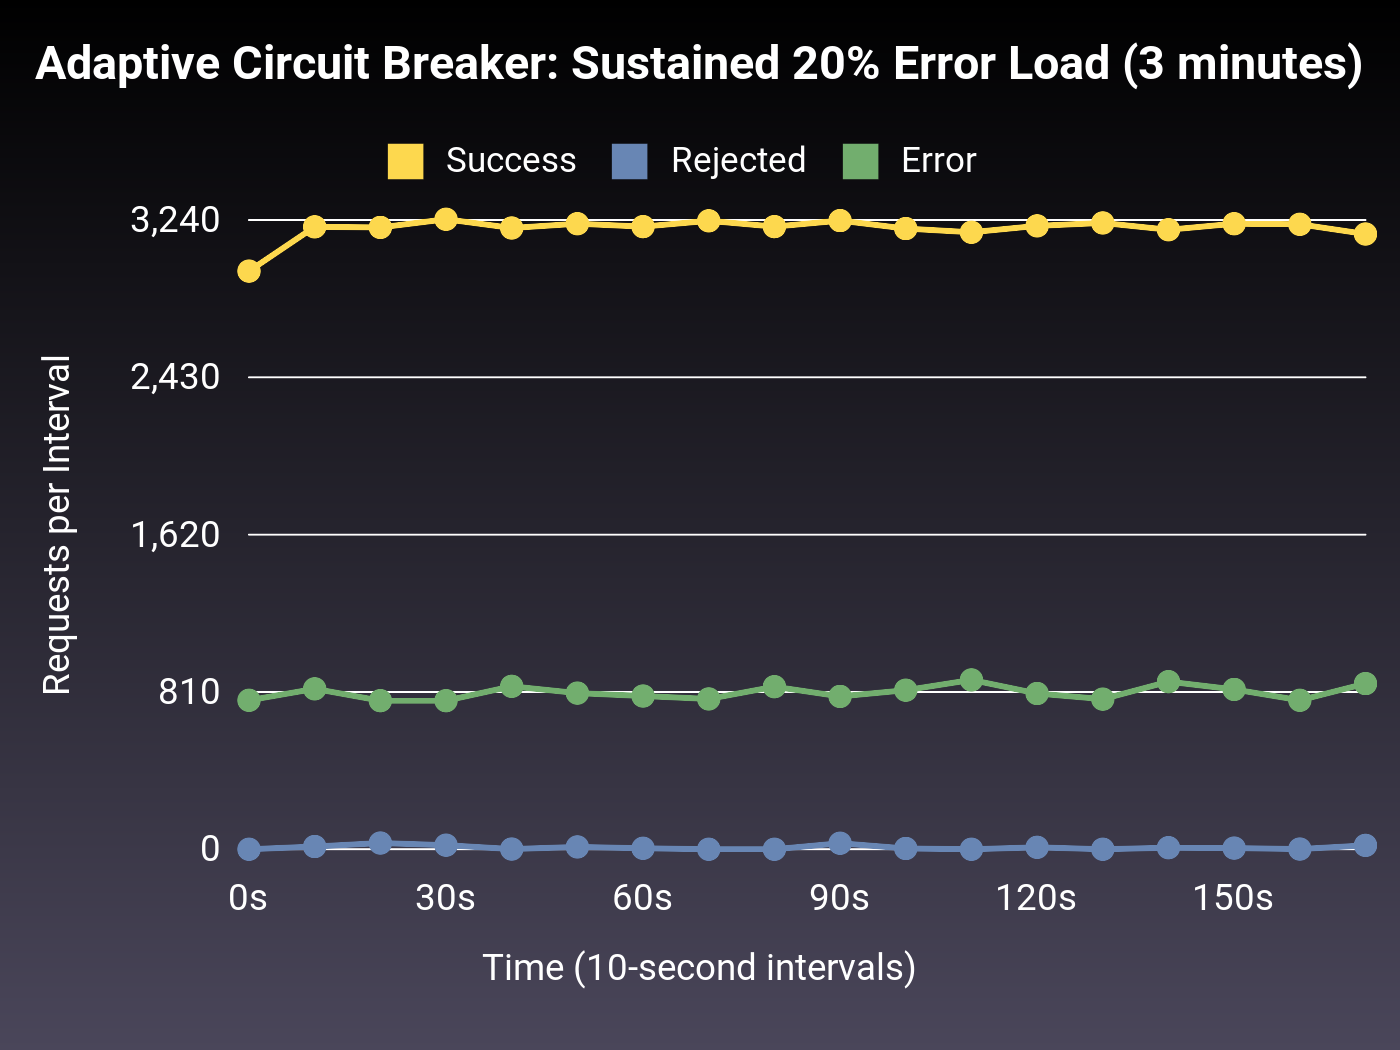 Adaptive Circuit Breaker: Sustained 20% Error Load (3 minutes)
Success Rejected Error
3,240
2,430
1,620
810
0
Requests per Interval
0s 30s 60s 90s 120s 150s
Time (10-second intervals)